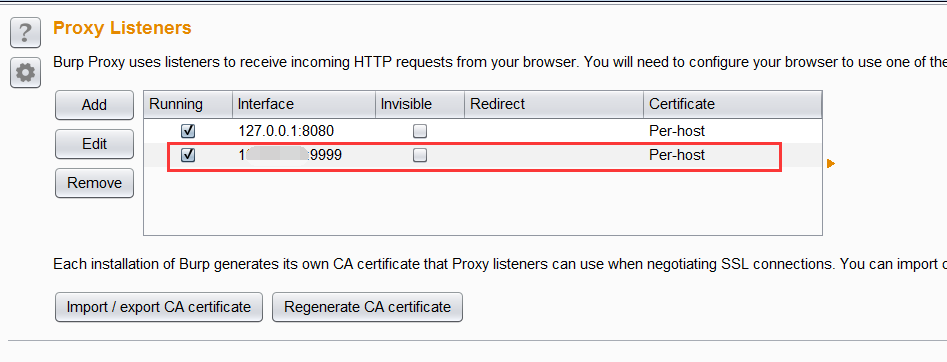 ?
Proxy Listeners
Burp Proxy uses listeners to receive incoming HTTP requests from your browser. You will need to configure your browser to use one of the
Add
Running Interface Invisible Redirect Certificate
127.0.0.1:8080 Per-host
Edit
1 :9999 Per-host
Remove
Each installation of Burp generates its own CA certificate that Proxy listeners can use when negotiating SSL connections. You can import
Import / export CA certificate Regenerate CA certificate